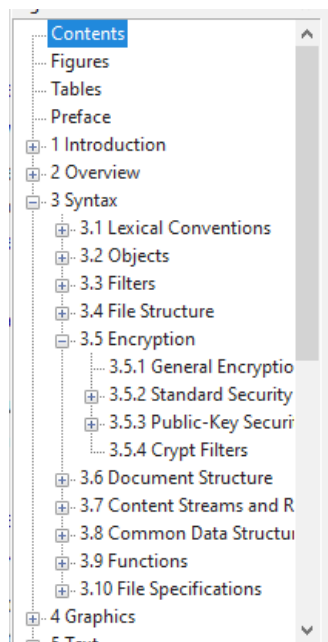 Contents
Figures
Tables
Preface
1 Introduction
2 Overview
3 Syntax
3.1 Lexical Conventions
3.2 Objects
3.3 Filters
3.4 File Structure
3.5 Encryption
3.5.1 General Encryptio
3.5.2 Standard Security
3.5.3 Public-Key Securi
3.5.4 Crypt Filters
3.6 Document Structure
3.7 Content Streams and R
3.8 Common Data Structu
3.9 Functions
3.10 File Specifications
4 Graphics
5 Text